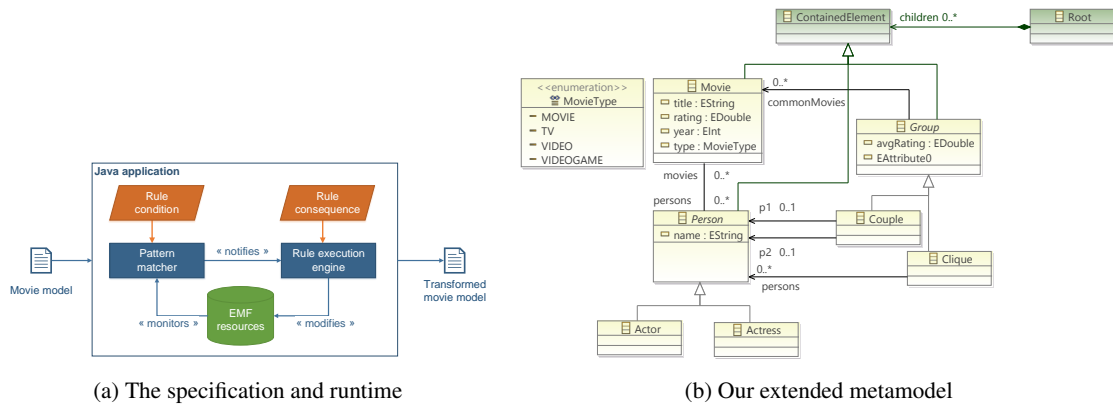 Java application
Rule
condition
Rule
consequence
Pattern
matcher
« notifies »
Rule execution
engine
Movie model
Transformed
movie model
« monitors »
EMF
resources
« modifies »
(a) The specification and runtime
ContainedElement
children 0..*
Root
<<enumeration>>
MovieType
MOVIE
TV
VIDEO
VIDEOGAME
Movie
title : EString
rating : EDouble
year : EInt
type : MovieType
0..*
commonMovies
Group
avgRating : EDouble
EAttribute0
movies
0..*
persons
0..*
Person
name : EString
p1 0..1
Couple
p2 0..1
Clique
0..*
persons
Actor
Actress
(b) Our extended metamodel